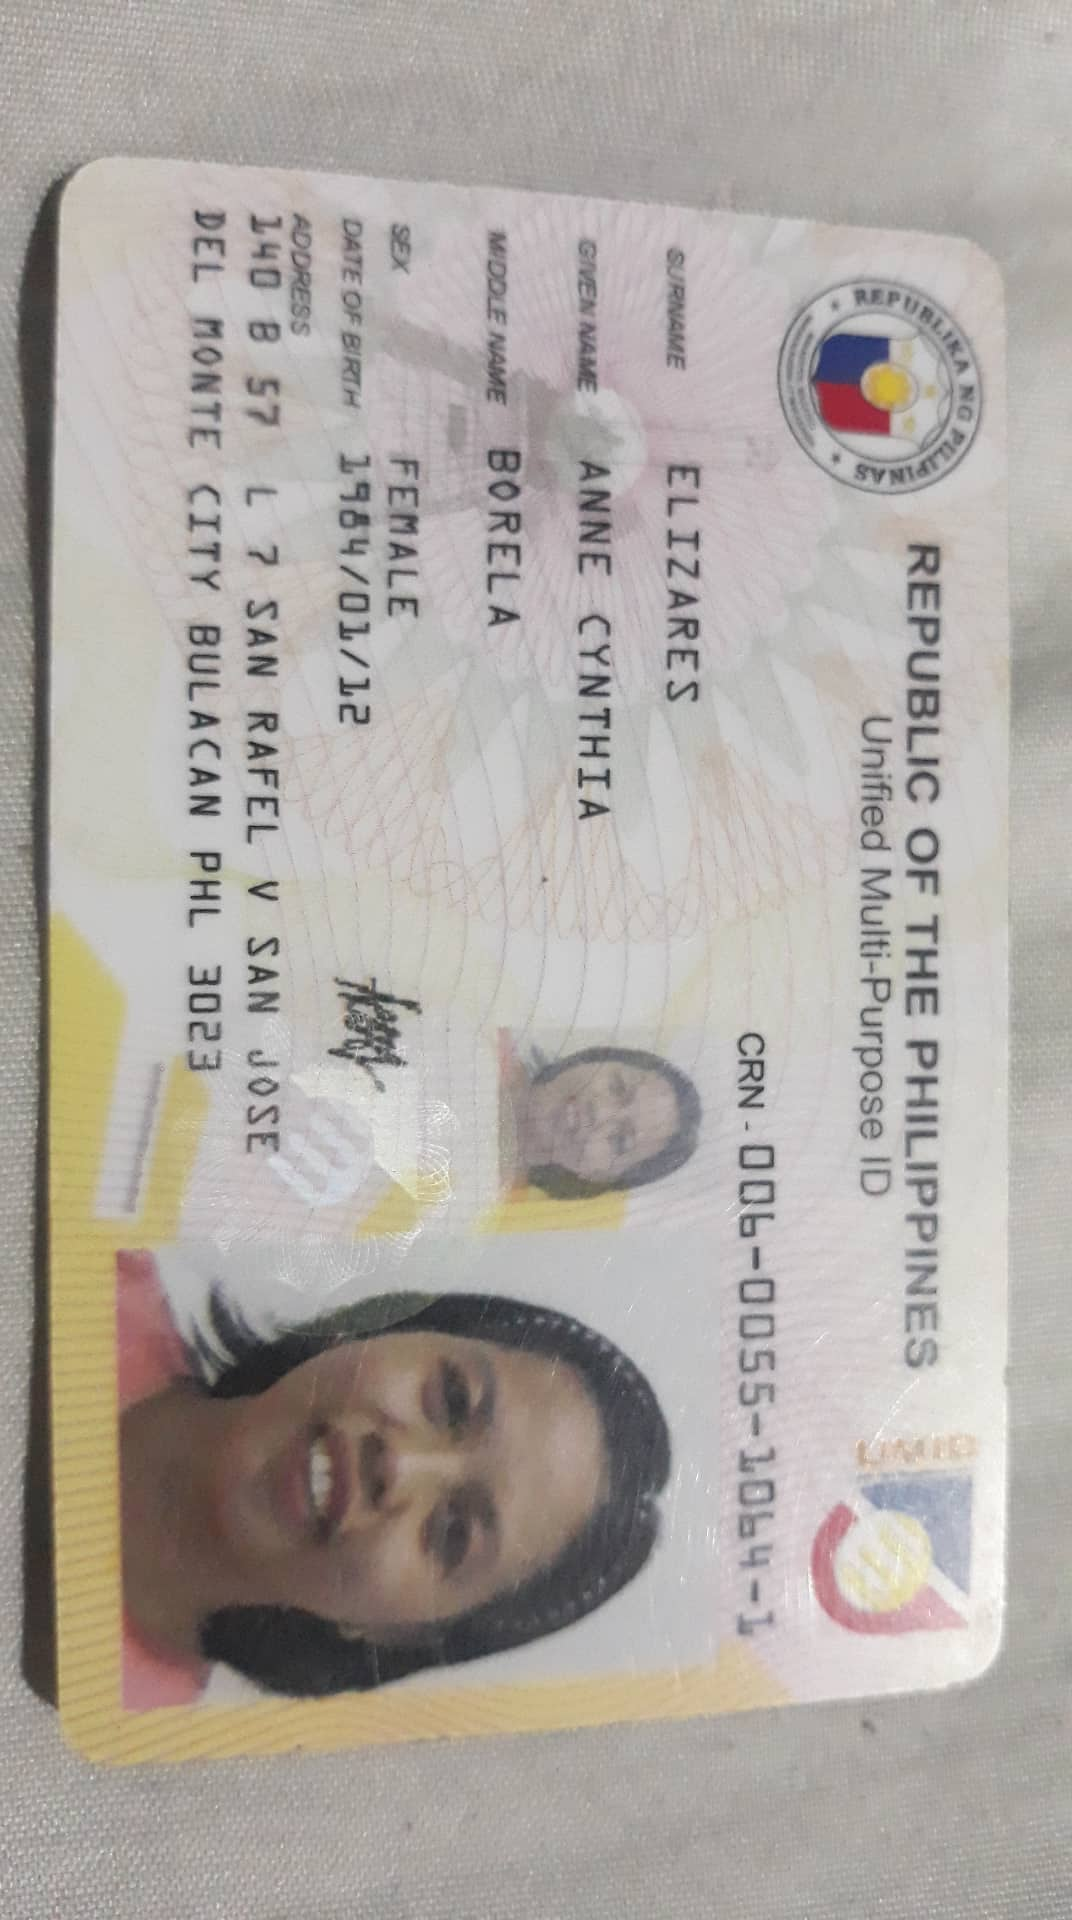 REPUBLIKA NG PILIPINAS
REPUBLIC OF THE PHILIPPINES
Unified Multi-Purpose ID
UMID
CRN - 006-0055-1064-1
SURNAME ELIZARES
GIVEN NAME ANNE CYNTHIA
MIDDLE NAME BORELA
SEX FEMALE
DATE OF BIRTH 1984/01/12
ADDRESS
140 B 57 L 7 SAN RAFEL V SAN JOSE
DEL MONTE CITY BULACAN PHL 3023